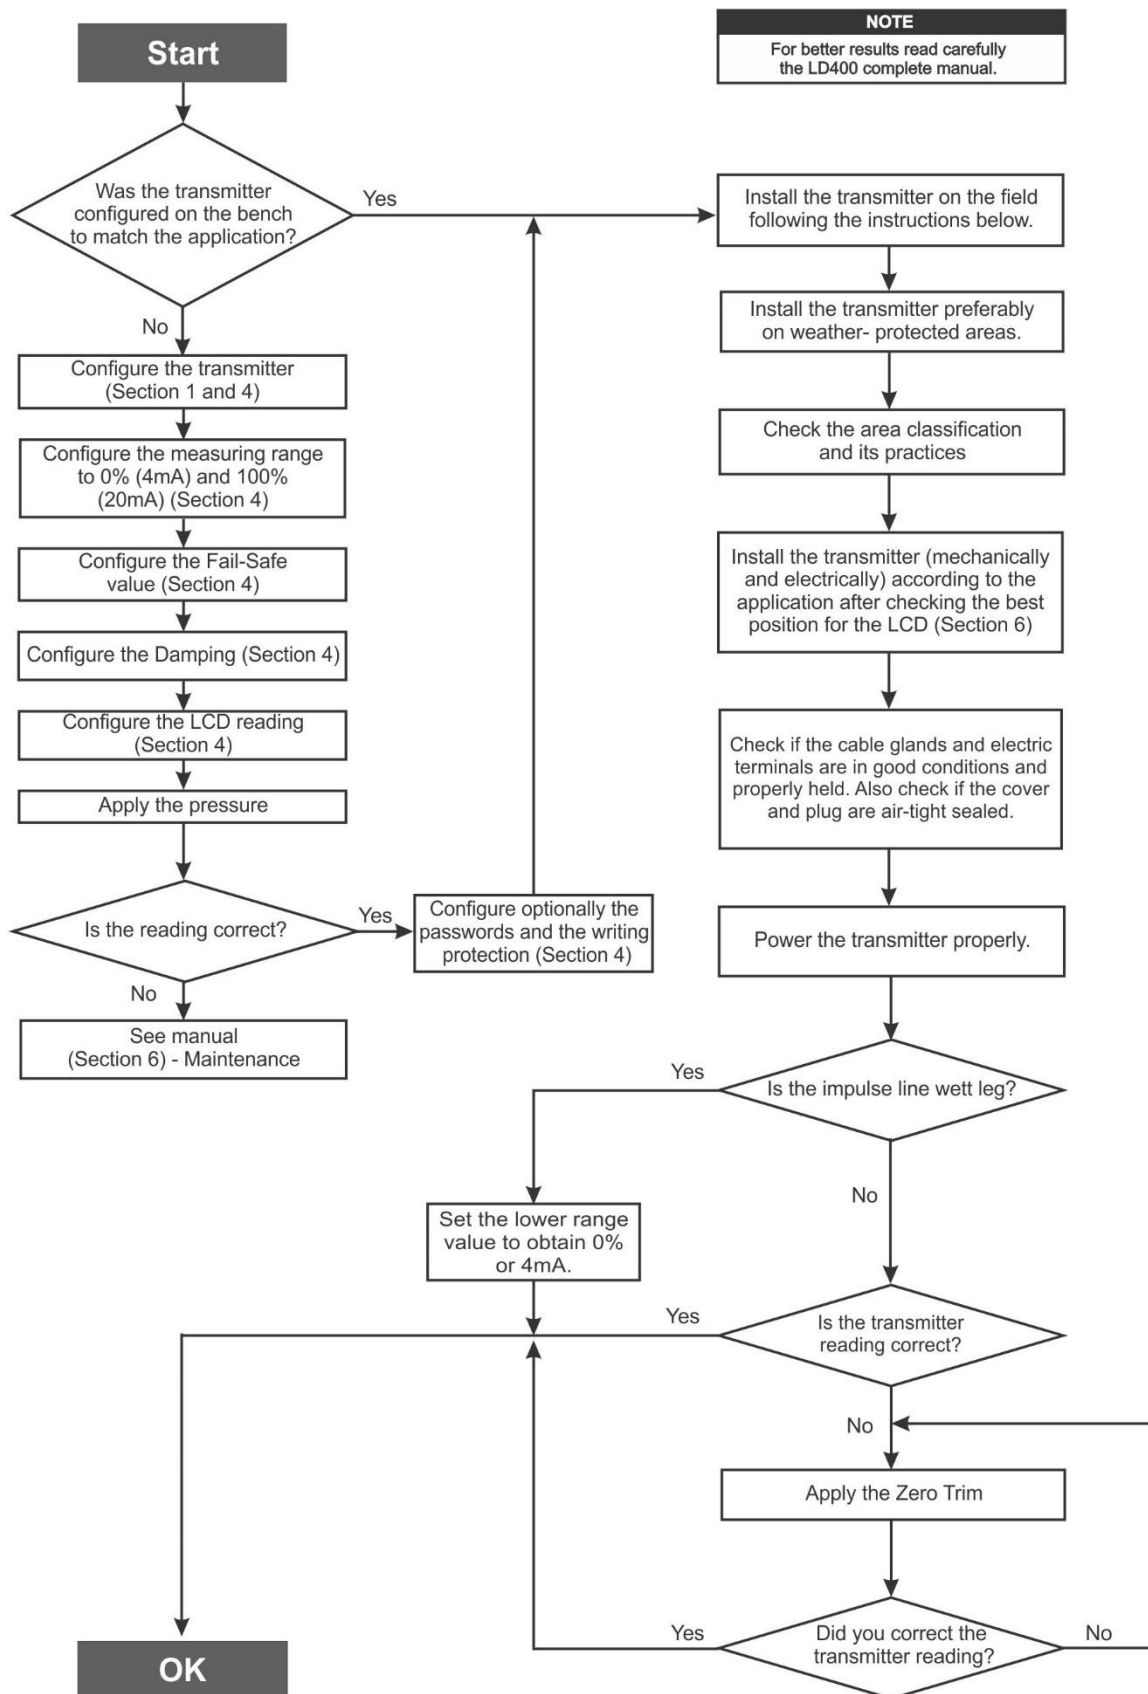 Start
NOTE
For better results read carefully
the LD400 complete manual.
Was the transmitter
configured on the bench
to match the application?
Yes
No
Configure the transmitter
(Section 1 and 4)
Configure the measuring range
to 0% (4mA) and 100%
(20mA) (Section 4)
Configure the Fail-Safe
value (Section 4)
Configure the Damping (Section 4)
Configure the LCD reading
(Section 4)
Apply the pressure
Is the reading correct?
Yes
No
Configure optionally the
passwords and the writing
protection (Section 4)
See manual
(Section 6) - Maintenance
Install the transmitter on the field
following the instructions below.
Install the transmitter preferably
on weather- protected areas.
Check the area classification
and its practices
Install the transmitter (mechanically
and electrically) according to the
application after checking the best
position for the LCD (Section 6)
Check if the cable glands and electric
terminals are in good conditions and
properly held. Also check if the cover
and plug are air-tight sealed.
Power the transmitter properly.
Is the impulse line wett leg?
Yes
No
Set the lower range
value to obtain 0%
or 4mA.
Is the transmitter
reading correct?
Yes
No
Apply the Zero Trim
Did you correct the
transmitter reading?
Yes
No
OK